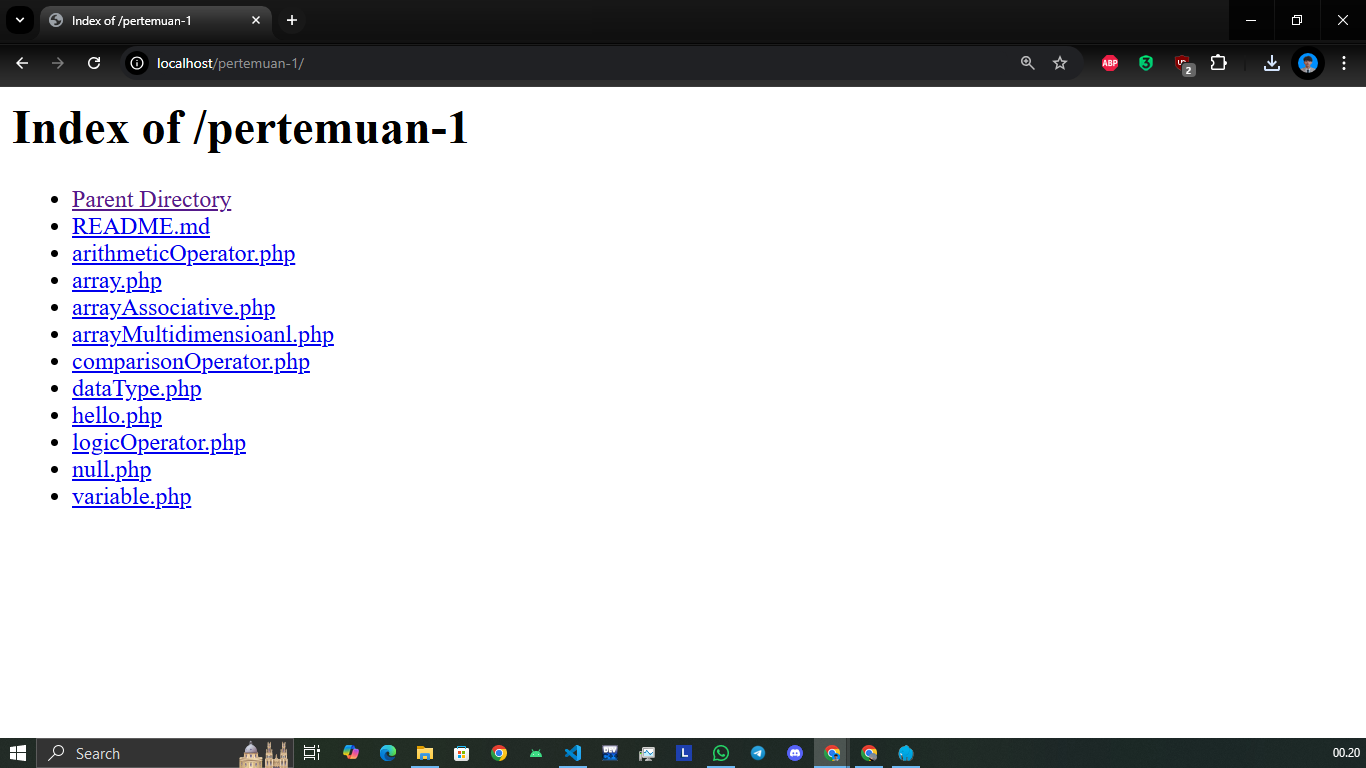 Index of /pertemuan-1
localhost/pertemuan-1/
ABP
3
2
Index of /pertemuan-1
Parent Directory
README.md
arithmeticOperator.php
array.php
arrayAssociative.php
arrayMultidimensioanl.php
comparisonOperator.php
dataType.php
hello.php
logicOperator.php
null.php
variable.php
Search
L
00.20